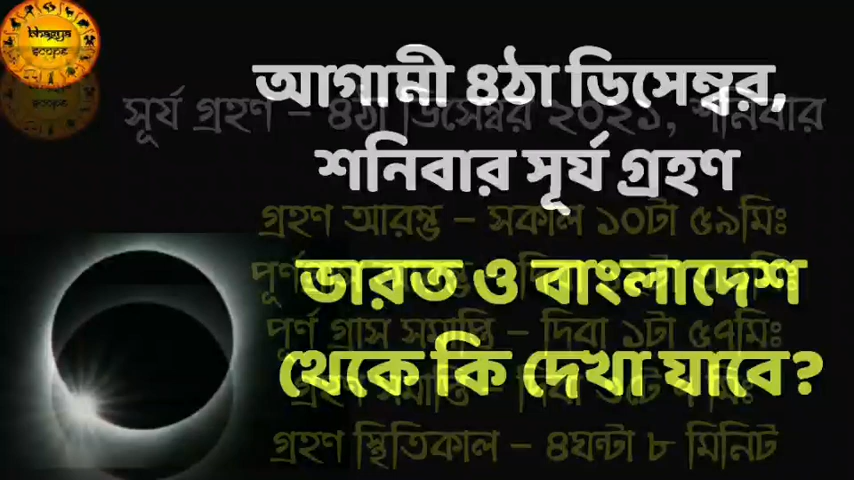 bhagya
scope
আগামী ৪ঠা ডিসেম্বর,
সূর্য গ্রহণ – ৪ঠা ডিসেম্বর ২০২১, শনিবার
শনিবার সূর্য গ্রহণ
গ্রহণ আরম্ভ – সকাল ১০টা ৫৯মিঃ
ভারত ও বাংলাদেশ
পূর্ণ গ্রাস সমাপ্তি – দিবা ১টা ৫৭মিঃ
থেকে কি দেখা যাবে?
গ্রহণ স্থিতিকাল – ৪ঘন্টা ৮ মিনিট